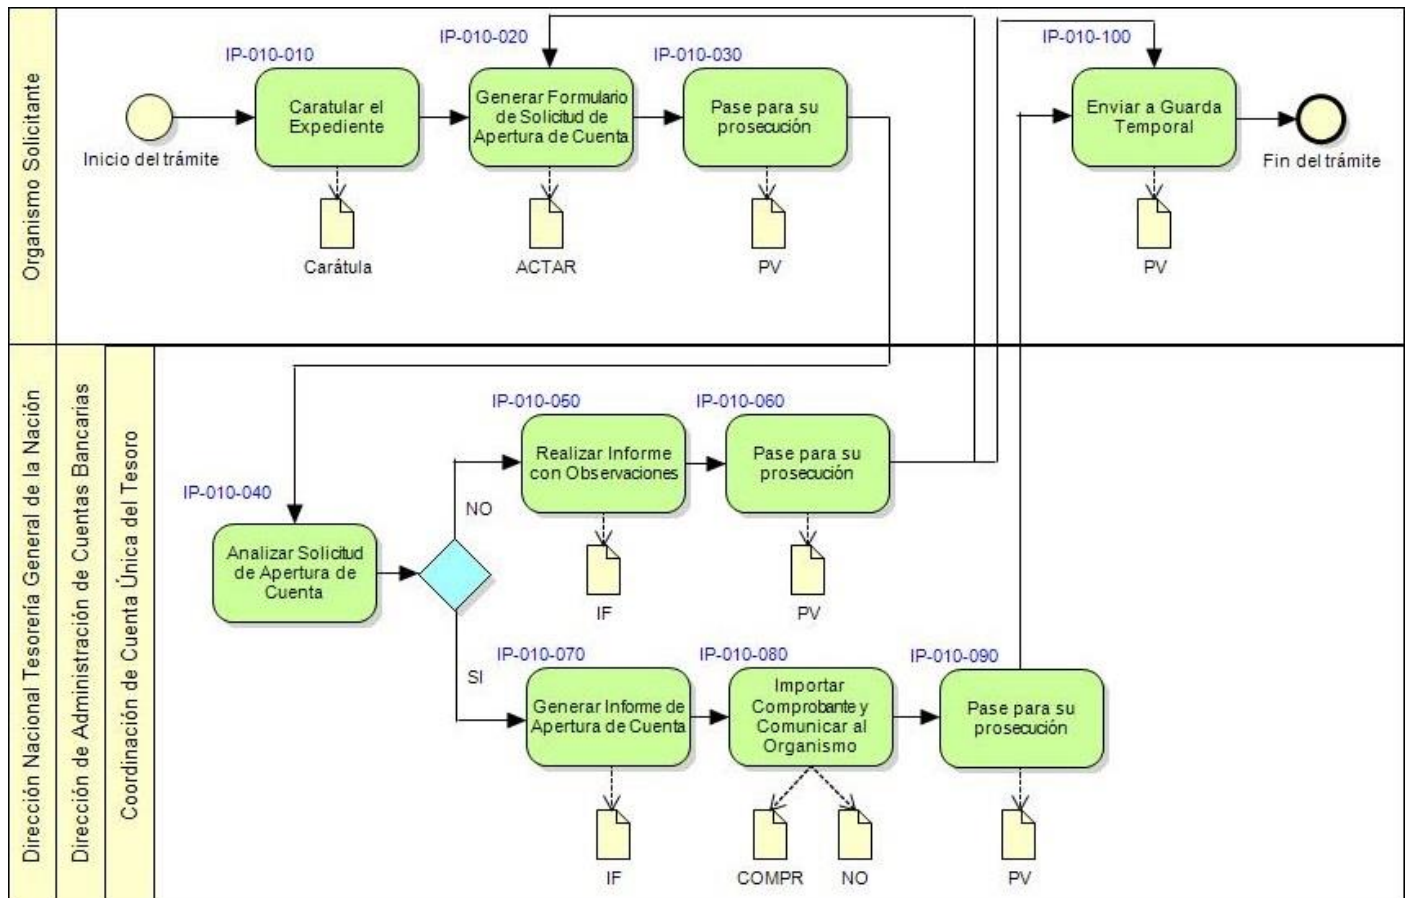 Organismo Solicitante
IP-010-010
Caratular el
Expediente
IP-010-020
Generar Formulario
de Solicitud de
Apertura de Cuenta
IP-010-030
Pase para su
prosecución
IP-010-100
Enviar a Guarda
Temporal
Inicio del trámite
Fin del trámite
Carátula
ACTAR
PV
PV
Dirección Nacional Tesorería General de la Nación
Dirección de Administración de Cuentas Bancarias
Coordinación de Cuenta Única del Tesoro
IP-010-040
Analizar Solicitud
de Apertura de
Cuenta
NO
IP-010-050
Realizar Informe
con Observaciones
IP-010-060
Pase para su
prosecución
IF
PV
SI
IP-010-070
Generar Informe de
Apertura de Cuenta
IP-010-080
Importar
Comprobante y
Comunicar al
Organismo
IP-010-090
Pase para su
prosecución
IF
COMPR
NO
PV